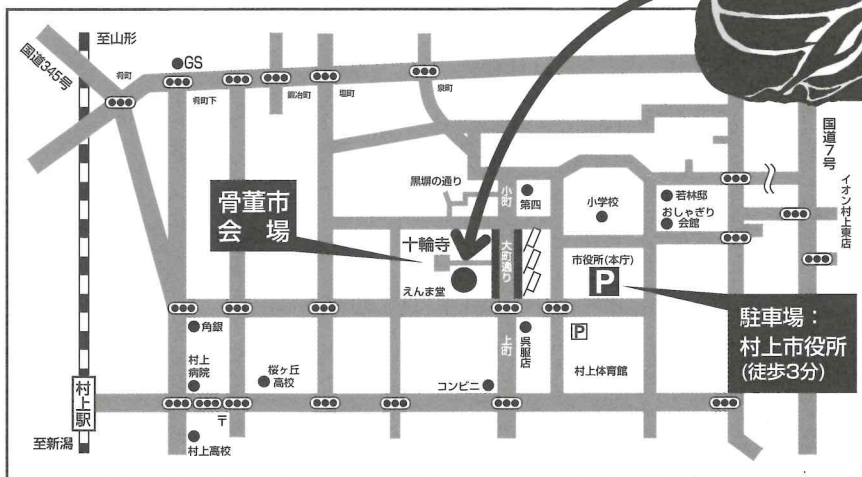 至山形
国道345号
肴町
GS
肴町下
鍛冶町
塩町
泉町
国道7号
イオン村上東店
黒塀の通り
小町
第四
小学校
若林邸
おしゃぎり
会館
骨董市
会場
十輪寺
えんま堂
大町通り
市役所(本庁)
P
駐車場：
村上市役所
(徒歩3分)
角銀
上町
呉服店
P
村上体育館
村上
病院
桜ヶ丘
高校
コンビニ
村上駅
〒
至新潟
村上高校